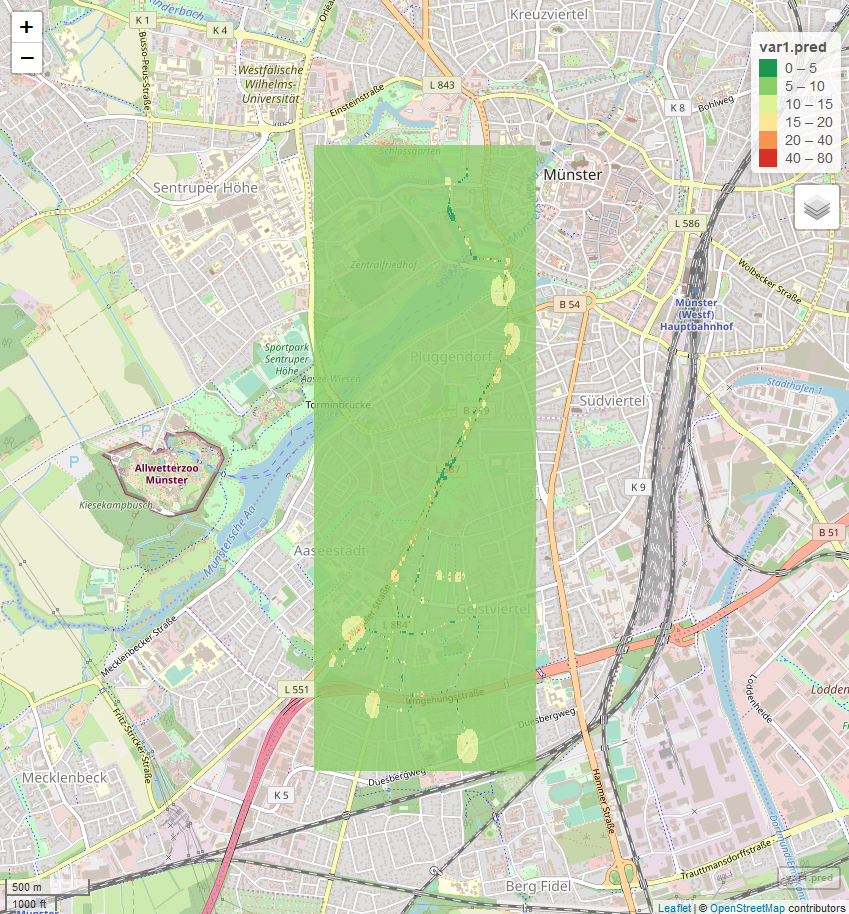 +
−
K 1
K 4
Kreuzviertel
Westfälische
Wilhelms-
Universität
Busso-Peus-Straße
Einsteinstraße
L 843
K 8
Bohlweg
var1.pred
0 – 5
5 – 10
10 – 15
15 – 20
20 – 40
40 – 80
Schlossgarten
Sentruper Höhe
Münster
L 586
Zentralfriedhof
Wolbecker Straße
B 54
Münster
(Westf)
Hauptbahnhof
Sportpark
Sentruper
Höhe
Pluggendorf
Aasee-Wiesen
Torminbrücke
Stadthafen 1
Südviertel
Allwetterzoo
Münster
P
P
Kiesekampbusch
K 9
B 51
Münstersche Aa
Aaseestadt
Geistviertel
Mecklenbecker Straße
L 884
L 551
Umgehungsstraße
Duesbergweg
Loddenheide
Fritz-Stricker Straße
Mecklenbeck
Duesbergweg
K 5
Hammer Straße
Trauttmansdorffstraße
Berg Fidel
500 m
1000 ft
var1.pred
Leaflet | © OpenStreetMap contributors